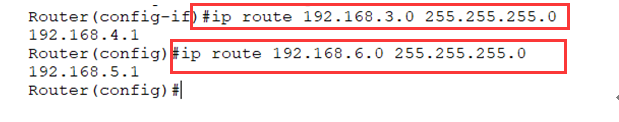 Router(config-if)#ip route 192.168.3.0 255.255.255.0
192.168.4.1
Router(config)#ip route 192.168.6.0 255.255.255.0
192.168.5.1
Router(config)#